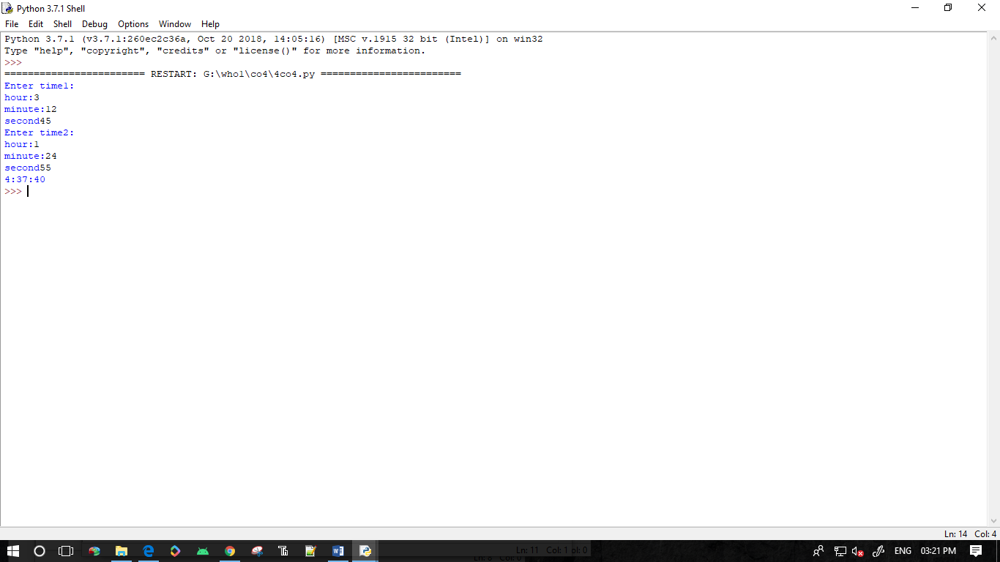 Python 3.7.1 Shell
File Edit Shell Debug Options Window Help
Python 3.7.1 (v3.7.1:260ec2c36a, Oct 20 2018, 14:05:16) [MSC v.1915 32 bit (Intel)] on win32
Type "help", "copyright", "credits" or "license()" for more information.
>>>
======================== RESTART: G:\who1\co4\4co4.py ========================
Enter time1:
hour:3
minute:12
second45
Enter time2:
hour:1
minute:24
second55
4:37:40
>>>
Ln: 14 Col: 4
Ln: 11 Col: 1 ol: 0
Ln: 8 Col: 0
ENG 03:21 PM